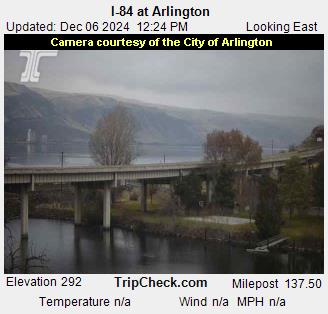 I-84 at Arlington
Updated: Dec 06 2024 12:24 PM Looking East
Camera courtesy of the City of Arlington
Elevation 292 TripCheck.com Milepost 137.50
Temperature n/a Wind n/a MPH n/a